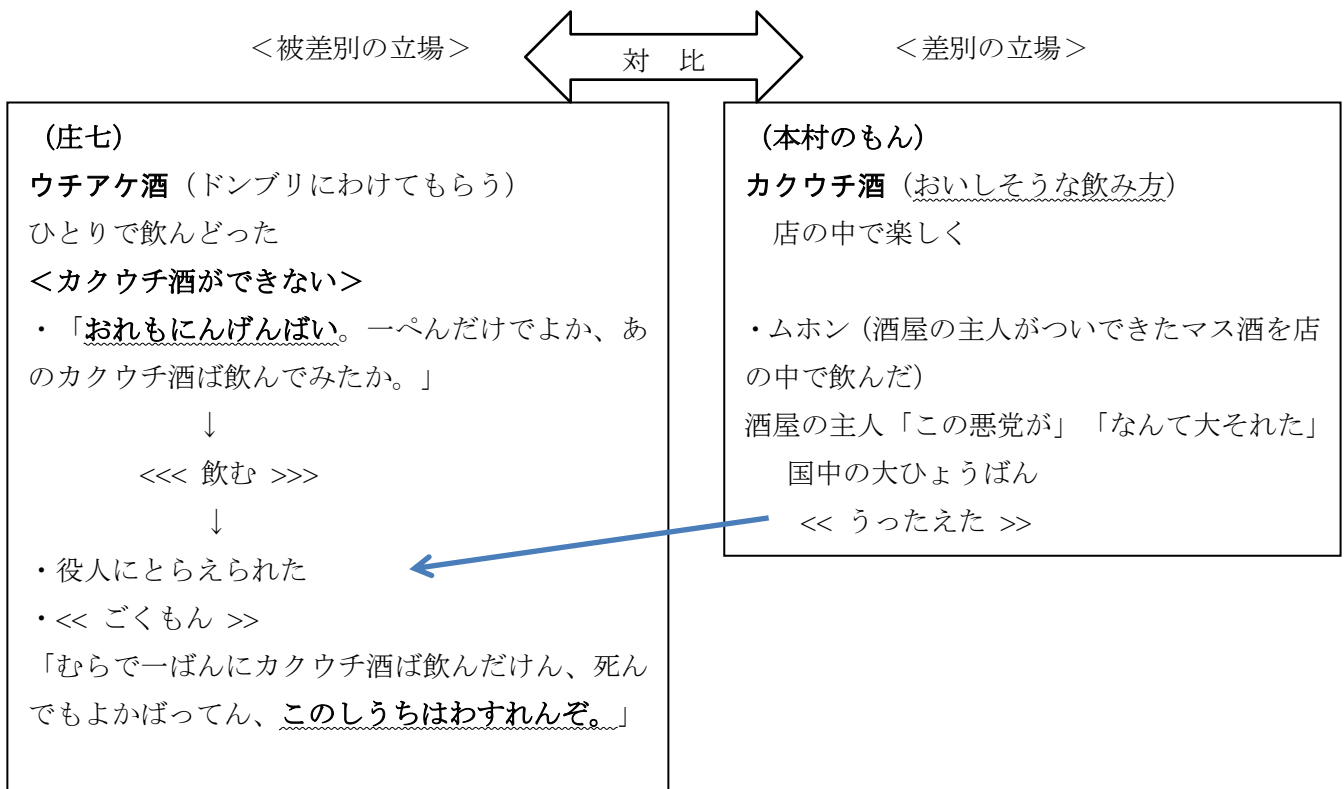 ＜被差別の立場＞
対　比
＜差別の立場＞
（庄七）
ウチアケ酒（ドンブリにわけてもらう）
ひとりで飲んどった
＜カクウチ酒ができない＞
・「おれもにんげんばい。一ぺんだけでよか、あ
のカクウチ酒ば飲んでみたか。」
↓
<<< 飲む >>>
↓
・役人にとらえられた
・<< ごくもん >>
「むらで一ばんにカクウチ酒ば飲んだけん、死ん
でもよかばってん、このしうちはわすれんぞ。」
（本村のもん）
カクウチ酒（おいしそうな飲み方）
店の中で楽しく
・ムホン（酒屋の主人がついできたマス酒を店
の中で飲んだ）
酒屋の主人「この悪党が」「なんて大それた」
国中の大ひょうばん
<< うったえた >>